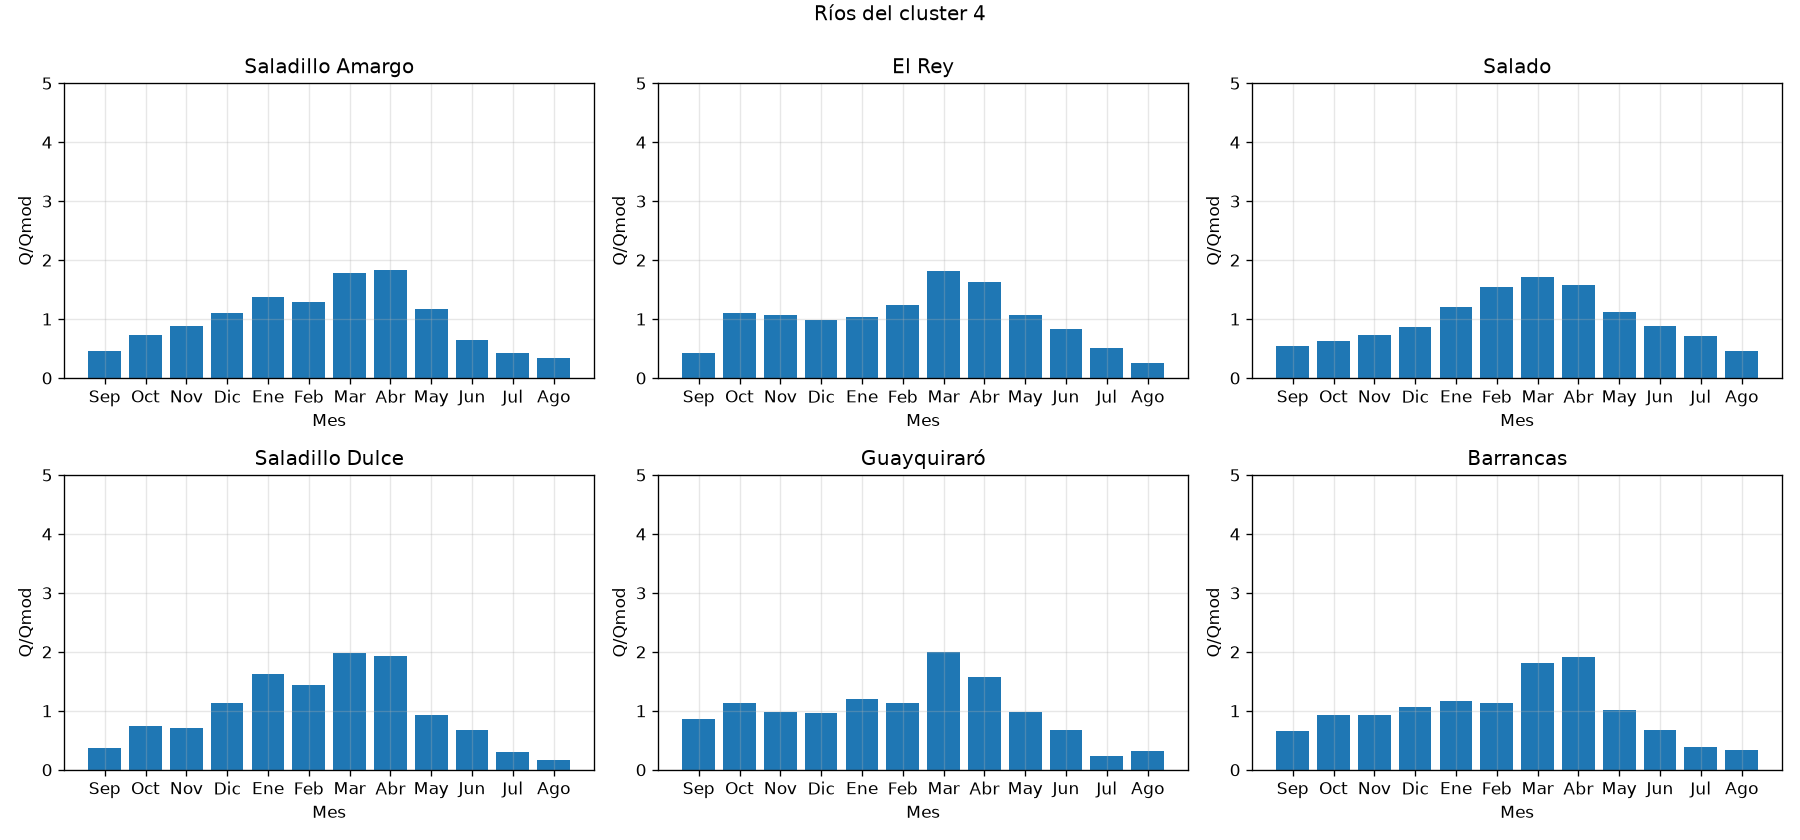 Ríos del cluster 4
Saladillo Amargo
5
4
3
2
1
0
Q/Qmod
Sep Oct Nov Dic Ene Feb Mar Abr May Jun Jul Ago
Mes
El Rey
5
4
3
2
1
0
Q/Qmod
Sep Oct Nov Dic Ene Feb Mar Abr May Jun Jul Ago
Mes
Salado
5
4
3
2
1
0
Q/Qmod
Sep Oct Nov Dic Ene Feb Mar Abr May Jun Jul Ago
Mes
Saladillo Dulce
5
4
3
2
1
0
Q/Qmod
Sep Oct Nov Dic Ene Feb Mar Abr May Jun Jul Ago
Mes
Guayquiraró
5
4
3
2
1
0
Q/Qmod
Sep Oct Nov Dic Ene Feb Mar Abr May Jun Jul Ago
Mes
Barrancas
5
4
3
2
1
0
Q/Qmod
Sep Oct Nov Dic Ene Feb Mar Abr May Jun Jul Ago
Mes